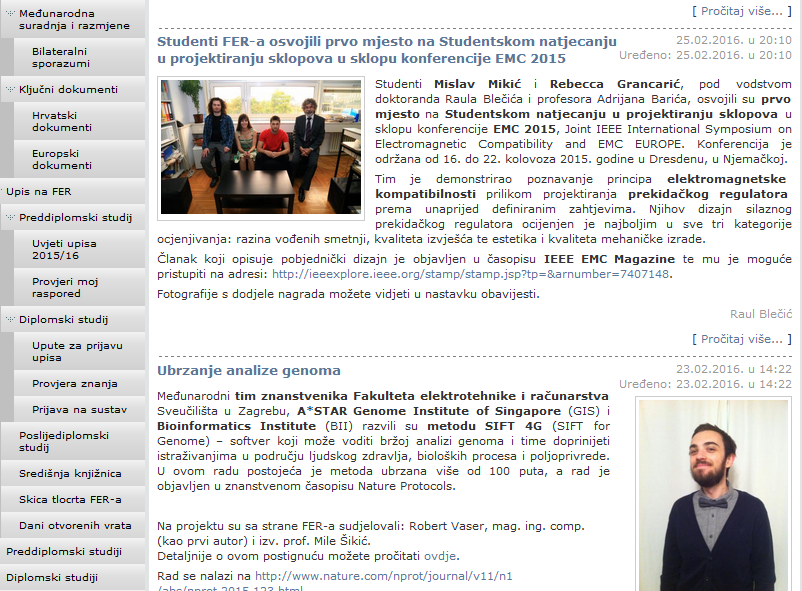 Međunarodna
suradnja i razmjene
Bilateralni
sporazumi
Ključni dokumenti
Hrvatski
dokumenti
Europski
dokumenti
Upis na FER
Preddiplomski studij
Uvjeti upisa
2015/16
Provjeri moj
raspored
Diplomski studij
Upute za prijavu
upisa
Provjera znanja
Prijava na sustav
Poslijediplomski
studij
Središnja knjižnica
Skica tlocrta FER-a
Dani otvorenih vrata
Preddiplomski studiji
Diplomski studiji
[ Pročitaj više... ]
Studenti FER-a osvojili prvo mjesto na Studentskom natjecanju
u projektiranju sklopova u sklopu konferencije EMC 2015
25.02.2016. u 20:10
Uređeno: 25.02.2016. u 20:10
Studenti Mislav Mikić i Rebecca Grancarić, pod vodstvom
doktoranda Raula Blečića i profesora Adrijana Barića, osvojili su prvo
mjesto na Studentskom natjecanju u projektiranju sklopova u
sklopu konferencije EMC 2015, Joint IEEE International Symposium on
Electromagnetic Compatibility and EMC EUROPE. Konferencija je
održana od 16. do 22. kolovoza 2015. godine u Dresdenu, u Njemačkoj.
Tim je demonstrirao poznavanje principa elektromagnetske
kompatibilnosti prilikom projektiranja prekidačkog regulatora
prema unaprijed definiranim zahtjevima. Njihov dizajn silaznog
prekidačkog regulatora ocijenjen je najboljim u sve tri kategorije
ocjenjivanja: razina vođenih smetnji, kvaliteta izvješća te estetika i kvaliteta mehaničke izrade.
Članak koji opisuje pobjednički dizajn je objavljen u časopisu IEEE EMC Magazine te mu je moguće
pristupiti na adresi: http://ieeexplore.ieee.org/stamp/stamp.jsp?tp=&arnumber=7407148.
Fotografije s dodjele nagrada možete vidjeti u nastavku obavijesti.
Raul Blečić
[ Pročitaj više... ]
Ubrzanje analize genoma
23.02.2016. u 14:22
Uređeno: 23.02.2016. u 14:22
Međunarodni tim znanstvenika Fakulteta elektrotehnike i računarstva
Sveučilišta u Zagrebu, A*STAR Genome Institute of Singapore (GIS) i
Bioinformatics Institute (BII) razvili su metodu SIFT 4G (SIFT for
Genome) – softver koji može voditi bržoj analizi genoma i time doprinijeti
istraživanjima u području ljudskog zdravlja, bioloških procesa i poljoprivrede.
U ovom radu postojeća je metoda ubrzana više od 100 puta, a rad je
objavljen u znanstvenom časopisu Nature Protocols.
Na projektu su sa strane FER-a sudjelovali: Robert Vaser, mag. ing. comp.
(kao prvi autor) i izv. prof. Mile Šikić.
Detaljnije o ovom postignuću možete pročitati ovdje.
Rad se nalazi na http://www.nature.com/nprot/journal/v11/n1
/abs/nprot.2015.123.html